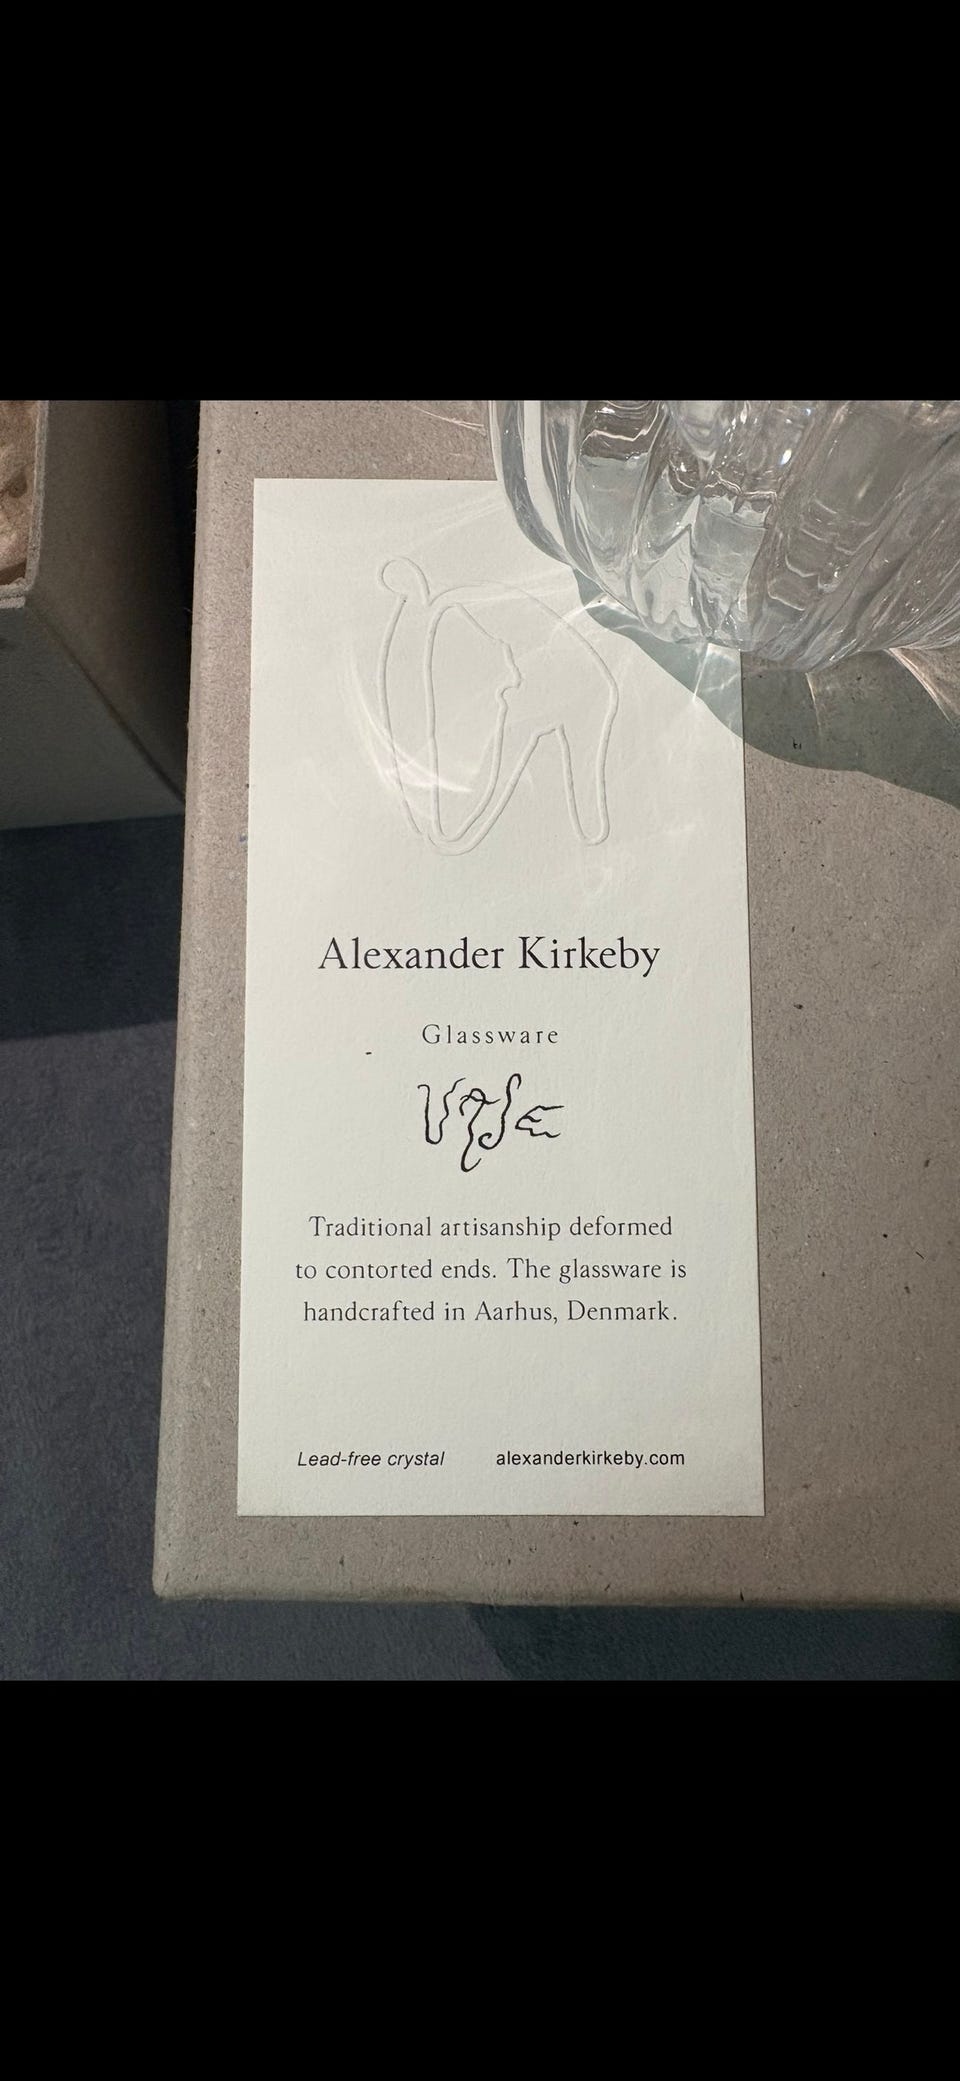 Alexander Kirkeby
Glassware
VASE
Traditional artisanship deformed
to contorted ends. The glassware is
handcrafted in Aarhus, Denmark.
Lead-free crystal alexanderkirkeby.com